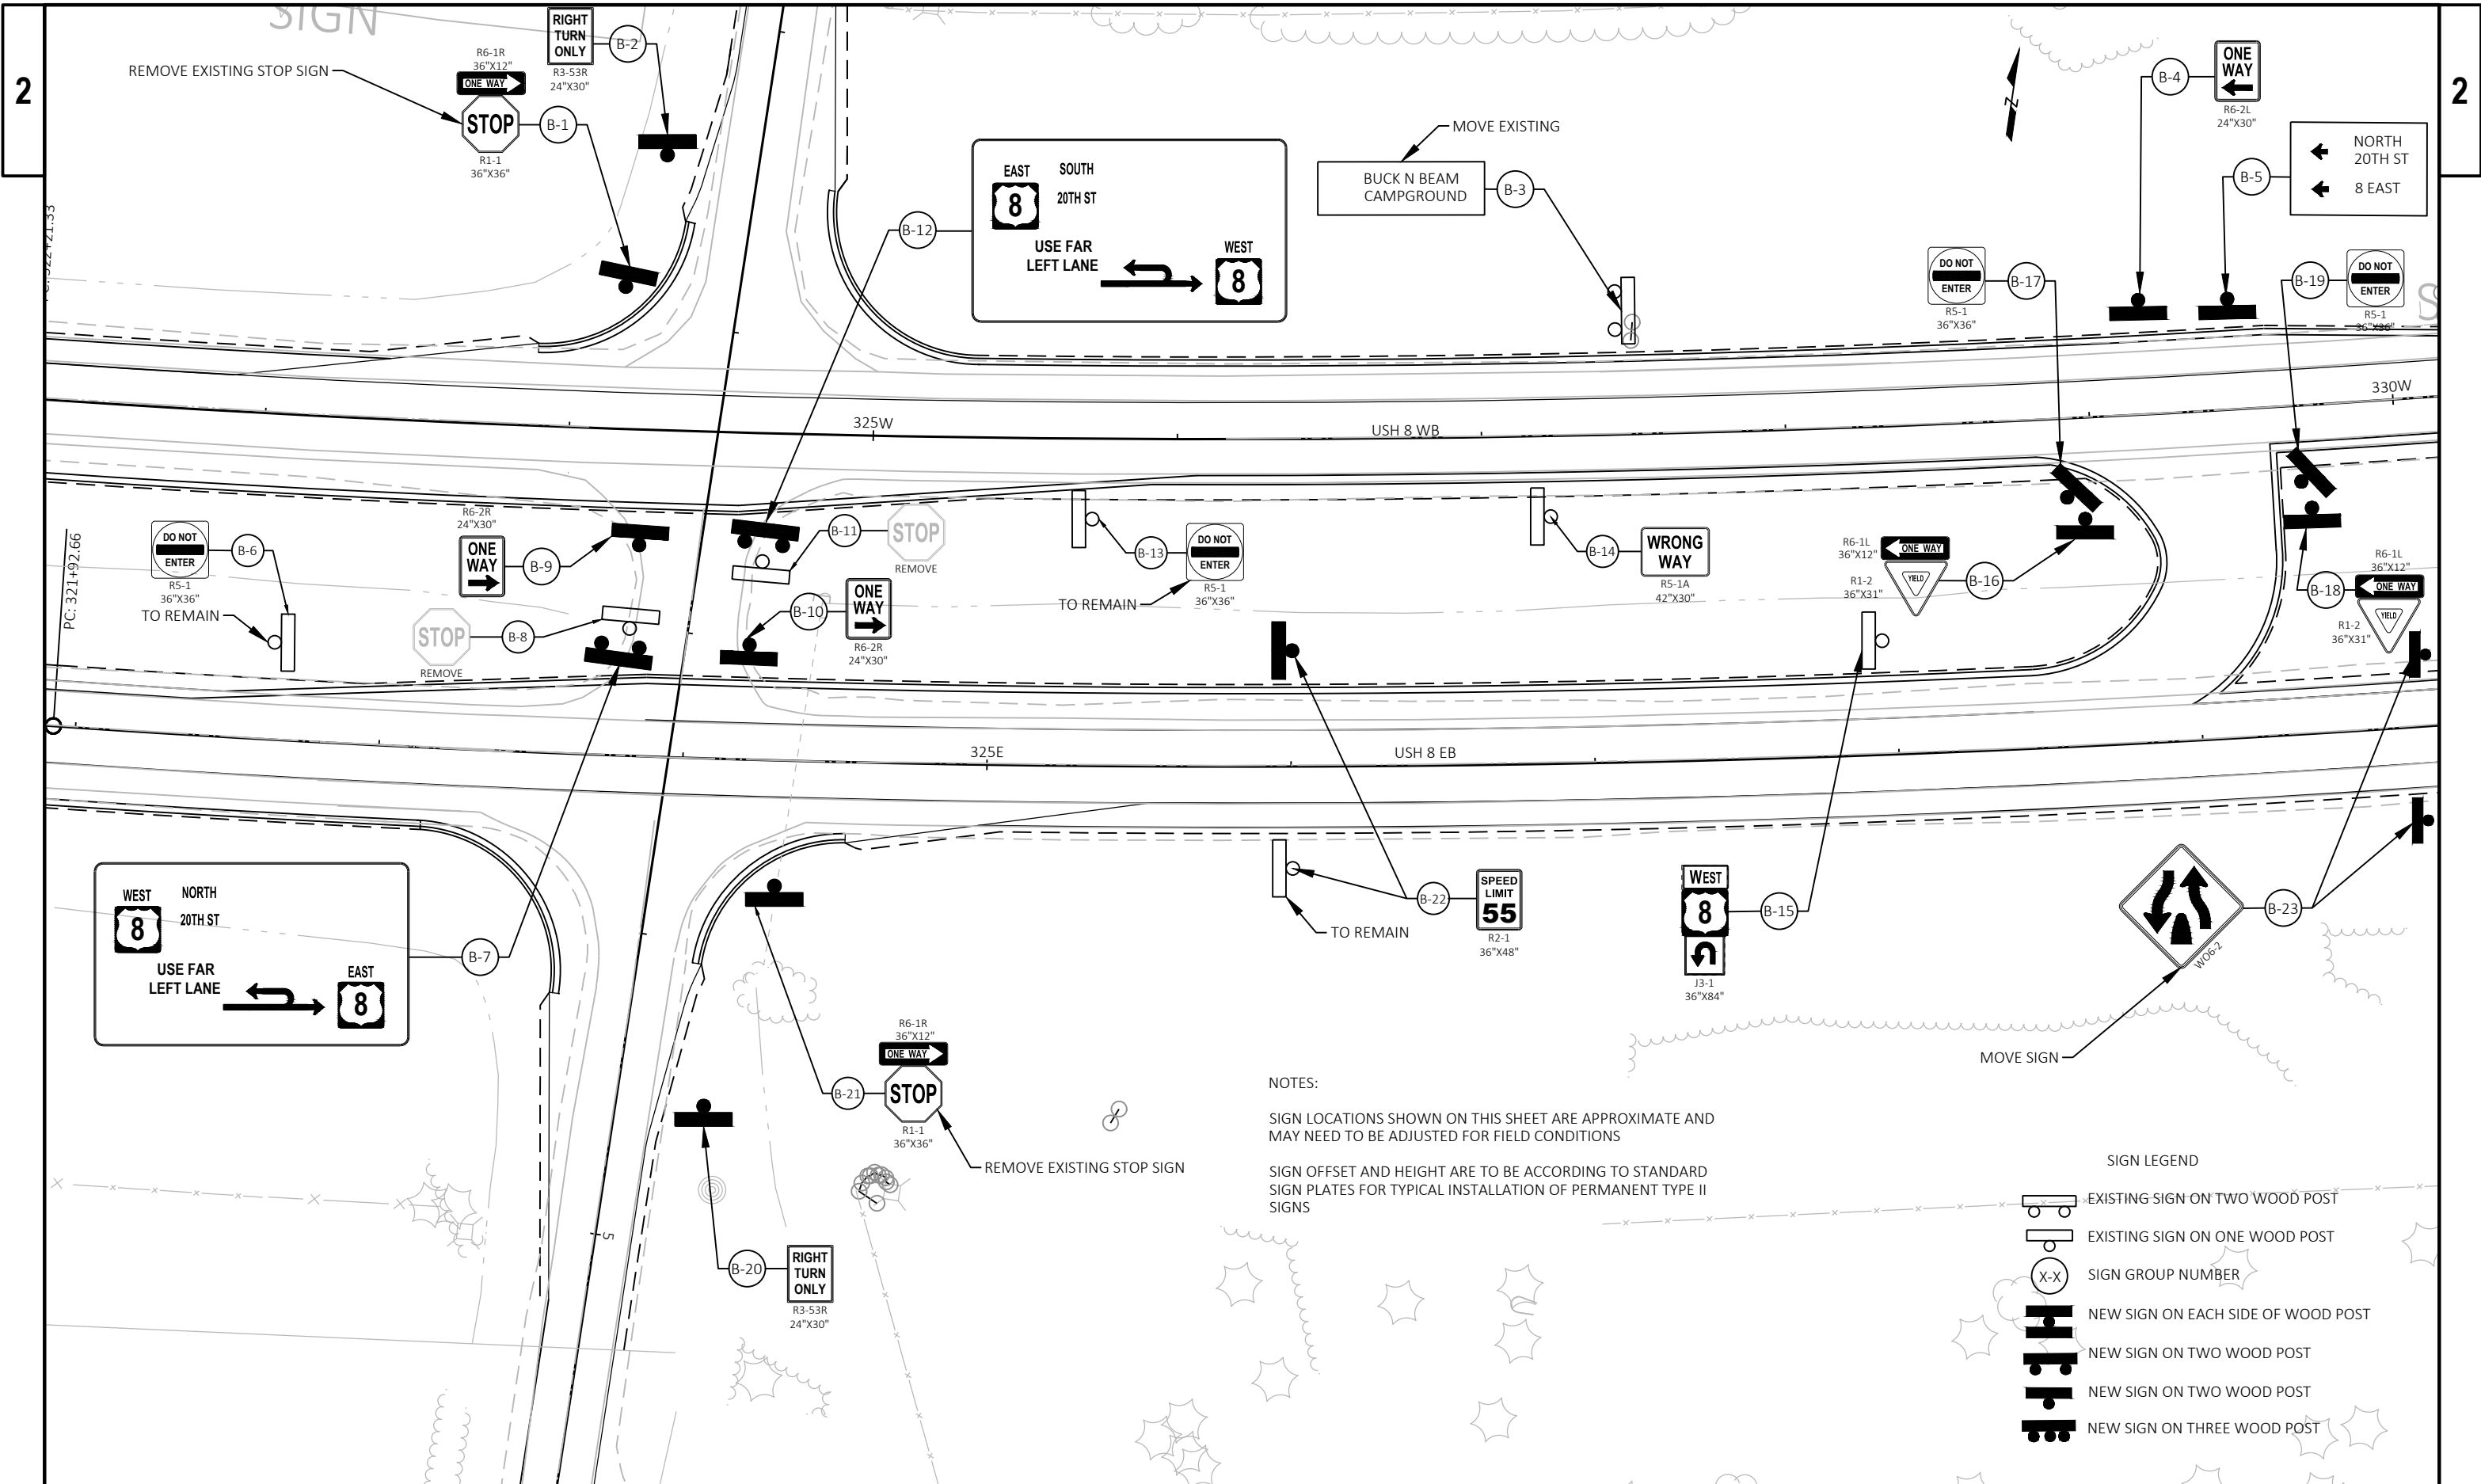 2
2
SIGN
REMOVE EXISTING STOP SIGN
R6-1R
36"X12"
ONE WAY
STOP
B-1
R1-1
36"X36"
RIGHT
TURN
ONLY
B-2
R3-53R
24"X30"
EAST
8
SOUTH
20TH ST
USE FAR
LEFT LANE
WEST
8
B-12
MOVE EXISTING
BUCK N BEAM
CAMPGROUND
B-3
N
B-4
ONE
WAY
R6-2L
24"X30"
B-5
NORTH
20TH ST
8 EAST
DO NOT
ENTER
B-17
R5-1
36"X36"
B-19
DO NOT
ENTER
R5-1
36"X36"
325W
USH 8 WB
330W
PC: 321+92.66
DO NOT
ENTER
B-6
R5-1
36"X36"
TO REMAIN
R6-2R
24"X30"
ONE
WAY
B-9
STOP
B-8
REMOVE
B-11
STOP
REMOVE
B-10
ONE
WAY
R6-2R
24"X30"
B-13
DO NOT
ENTER
R5-1
36"X36"
TO REMAIN
B-14
WRONG
WAY
R5-1A
42"X30"
R6-1L
36"X12"
ONE WAY
R1-2
36"X31"
YIELD
B-16
R6-1L
36"X12"
B-18
ONE WAY
R1-2
36"X31"
YIELD
325E
USH 8 EB
WEST
8
NORTH
20TH ST
USE FAR
LEFT LANE
EAST
8
B-7
TO REMAIN
B-22
SPEED
LIMIT
55
R2-1
36"X48"
WEST
8
B-15
J3-1
36"X84"
B-23
WO6-2
MOVE SIGN
R6-1R
36"X12"
ONE WAY
B-21
STOP
R1-1
36"X36"
REMOVE EXISTING STOP SIGN
5
B-20
RIGHT
TURN
ONLY
R3-53R
24"X30"
NOTES:
SIGN LOCATIONS SHOWN ON THIS SHEET ARE APPROXIMATE AND
MAY NEED TO BE ADJUSTED FOR FIELD CONDITIONS
SIGN OFFSET AND HEIGHT ARE TO BE ACCORDING TO STANDARD
SIGN PLATES FOR TYPICAL INSTALLATION OF PERMANENT TYPE II
SIGNS
SIGN LEGEND
EXISTING SIGN ON TWO WOOD POST
EXISTING SIGN ON ONE WOOD POST
X-X
SIGN GROUP NUMBER
NEW SIGN ON EACH SIDE OF WOOD POST
NEW SIGN ON TWO WOOD POST
NEW SIGN ON TWO WOOD POST
NEW SIGN ON THREE WOOD POST